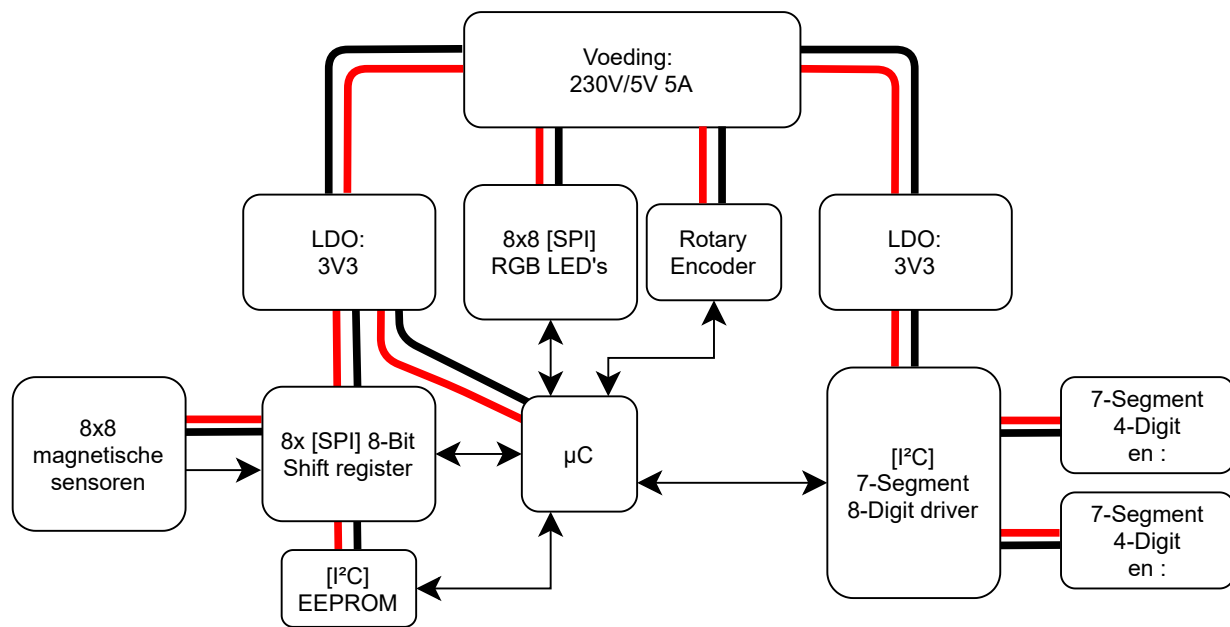 Voeding:
230V/5V 5A
LDO:
3V3
8x8 [SPI]
RGB LED's
Rotary
Encoder
LDO:
3V3
8x8
magnetische
sensoren
8x [SPI] 8-Bit
Shift register
µC
[I²C]
7-Segment
8-Digit driver
7-Segment
4-Digit
en :
7-Segment
4-Digit
en :
[I²C]
EEPROM